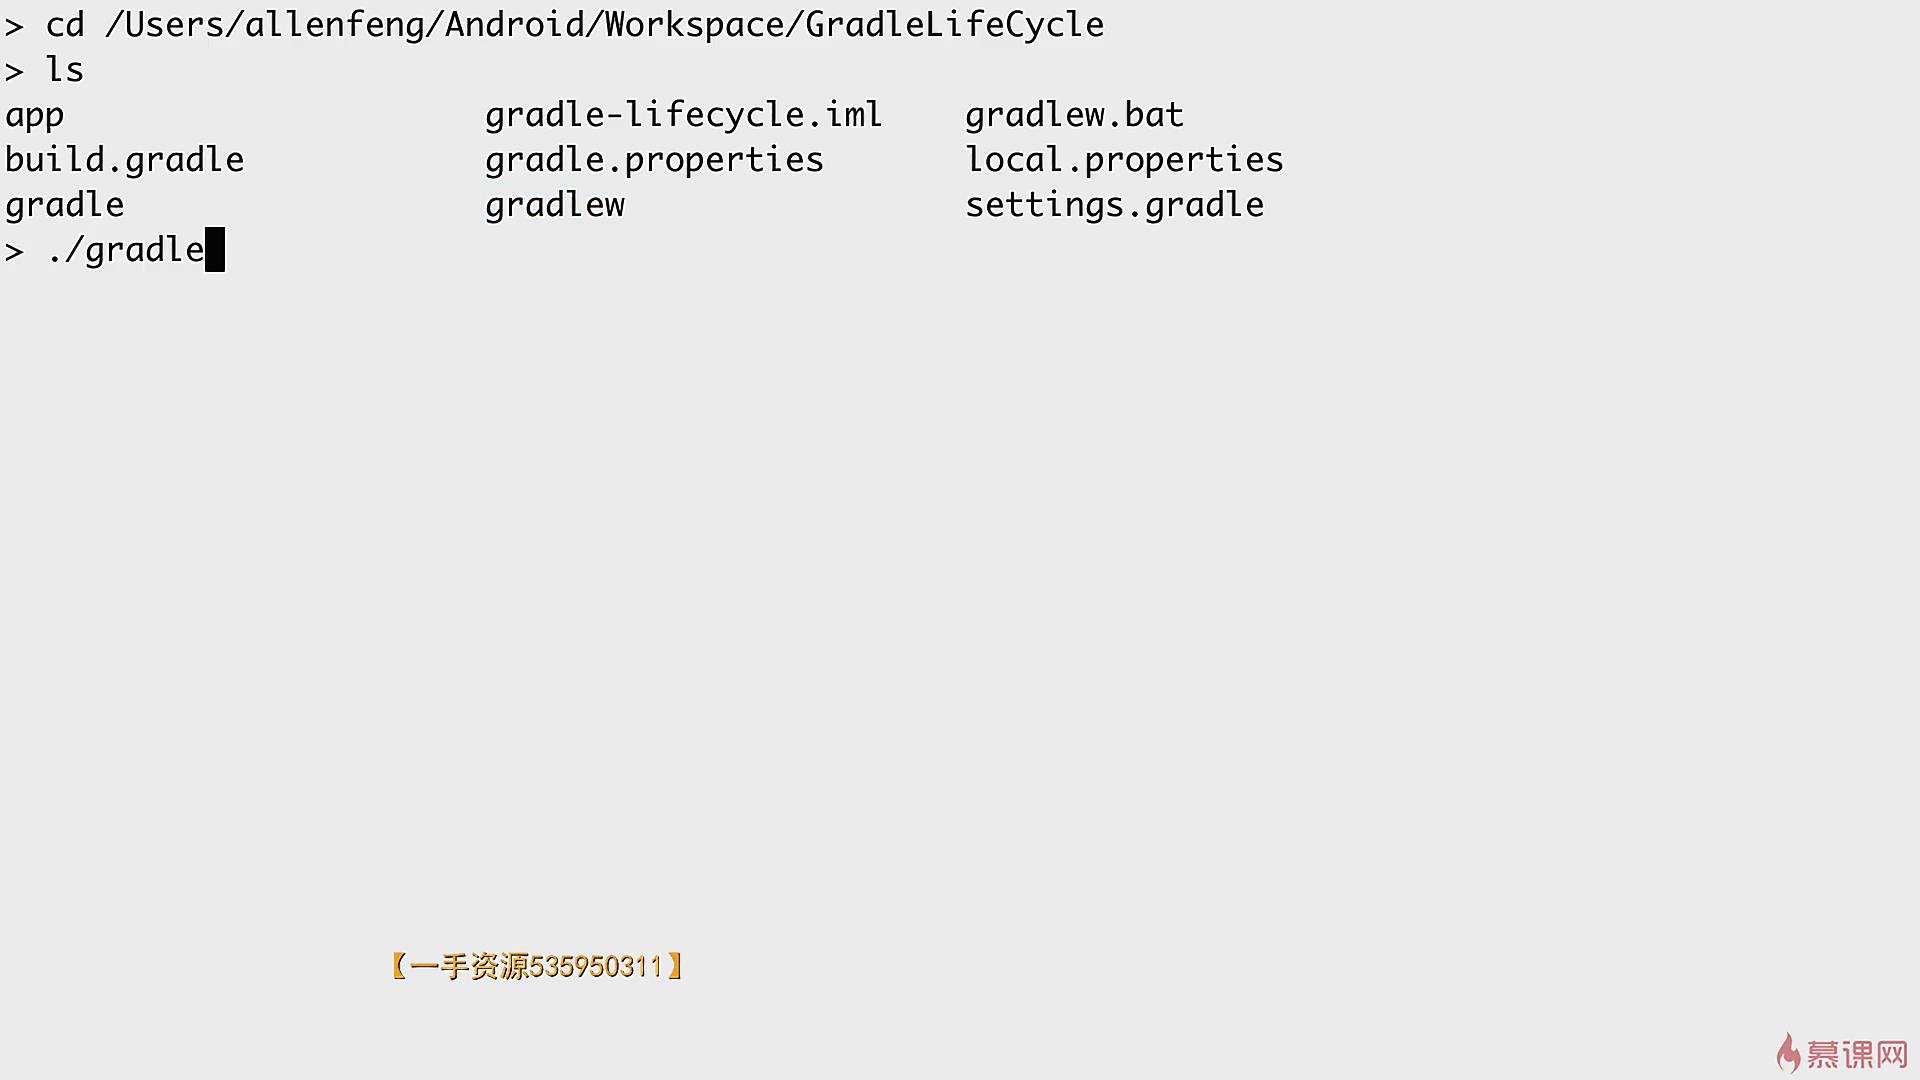 > cd /Users/allenfeng/Android/Workspace/GradleLifeCycle
> ls
app gradle-lifecycle.iml gradlew.bat
build.gradle gradle.properties local.properties
gradle gradlew settings.gradle
> ./gradle
【一手资源535950311】
慕课网